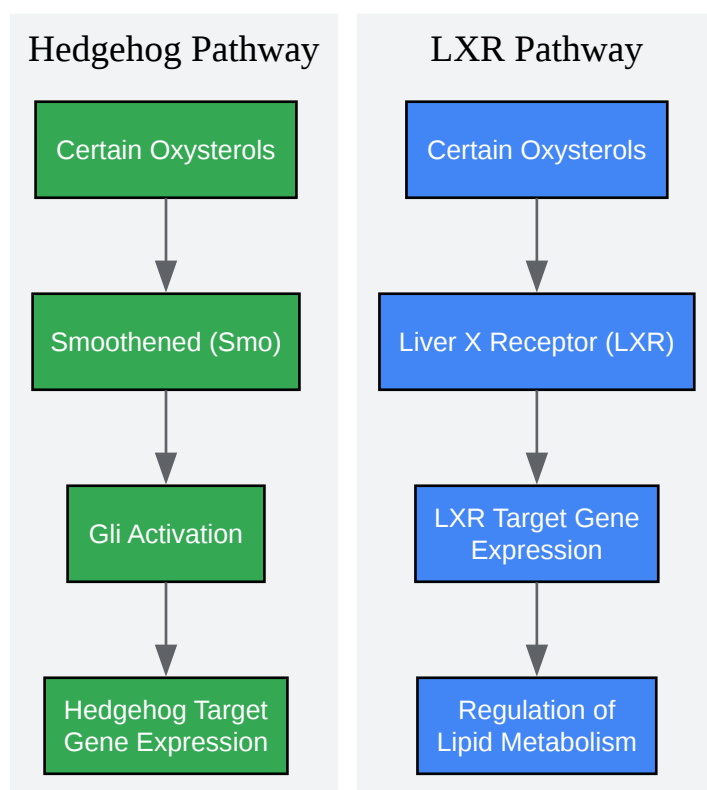 Hedgehog Pathway
Certain Oxysterols
Smoothened (Smo)
Gli Activation
Hedgehog Target
Gene Expression
LXR Pathway
Certain Oxysterols
Liver X Receptor (LXR)
LXR Target Gene
Expression
Regulation of
Lipid Metabolism